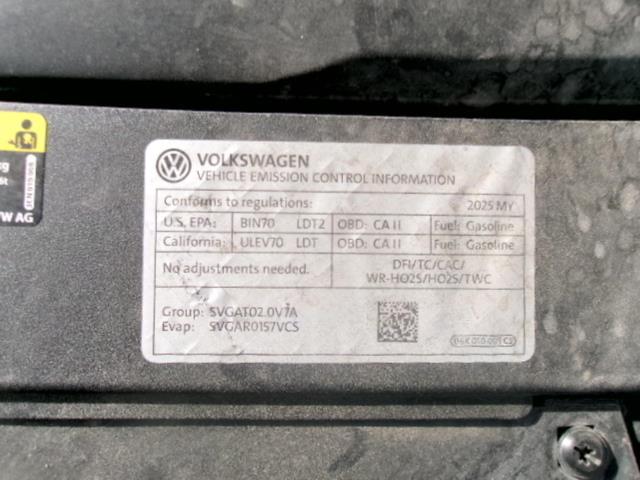 VOLKSWAGEN
VEHICLE EMISSION CONTROL INFORMATION
Conforms to regulations: 2025 MY
U.S. EPA: BIN70 LDT2 OBD: CA II Fuel: Gasoline
California: ULEV70 LDT OBD: CA II Fuel: Gasoline
No adjustments needed.
DFI/TC/CAC/
WR-HO2S/HO2S/TWC
Group: SVGAT02.0V7A
Evap: SVGAR0157VCS
VW AG